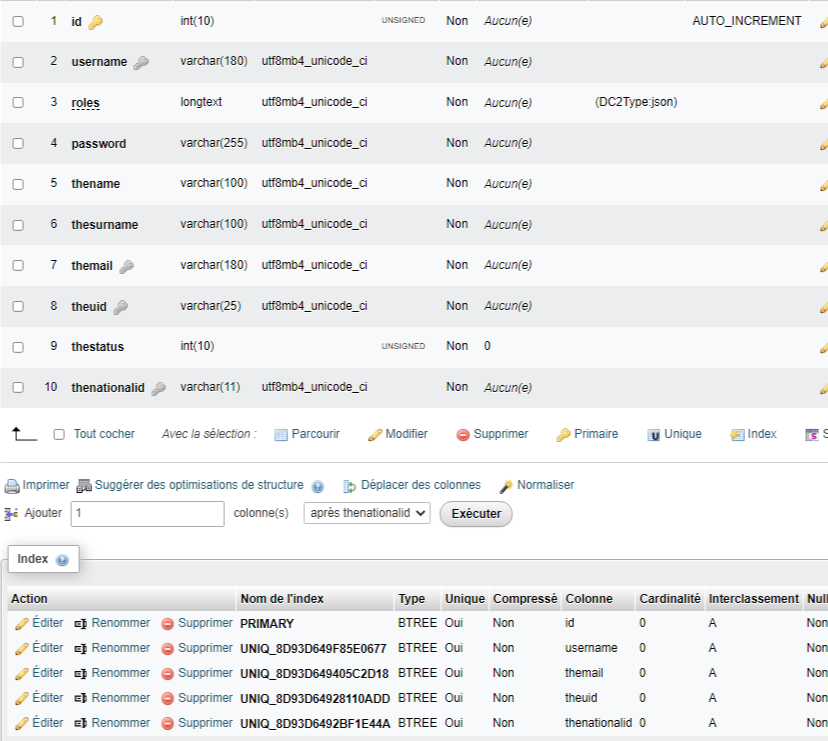 1 id int(10) UNSIGNED Non Aucun(e) AUTO_INCREMENT
2 username varchar(180) utf8mb4_unicode_ci Non Aucun(e)
3 roles longtext utf8mb4_unicode_ci Non Aucun(e) (DC2Type:json)
4 password varchar(255) utf8mb4_unicode_ci Non Aucun(e)
5 thename varchar(100) utf8mb4_unicode_ci Non Aucun(e)
6 thesurname varchar(100) utf8mb4_unicode_ci Non Aucun(e)
7 themail varchar(180) utf8mb4_unicode_ci Non Aucun(e)
8 theuid varchar(25) utf8mb4_unicode_ci Non Aucun(e)
9 thestatus int(10) UNSIGNED Non 0
10 thenationalid varchar(11) utf8mb4_unicode_ci Non Aucun(e)
Tout cocher Avec la sélection : Parcourir Modifier Supprimer Primaire Unique Index S
Imprimer Suggérer des optimisations de structure Déplacer des colonnes Normaliser
Ajouter 1 colonne(s) après thenationalid Exécuter
Index
Action Nom de l'index Type Unique Compressé Colonne Cardinalité Interclassement Null
Éditer Renommer Supprimer PRIMARY BTREE Oui Non id 0 A Non
Éditer Renommer Supprimer UNIQ_8D93D649F85E0677 BTREE Oui Non username 0 A Non
Éditer Renommer Supprimer UNIQ_8D93D649405C2D18 BTREE Oui Non themail 0 A Non
Éditer Renommer Supprimer UNIQ_8D93D64928110ADD BTREE Oui Non theuid 0 A Non
Éditer Renommer Supprimer UNIQ_8D93D6492BF1E44A BTREE Oui Non thenationalid 0 A Non